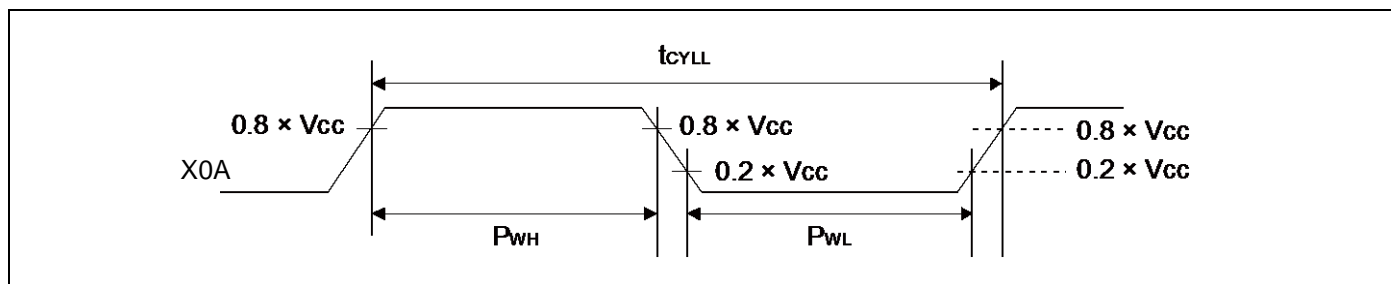 tCYLL
0.8 × Vcc
0.8 × Vcc
0.8 × Vcc
X0A
0.2 × Vcc
0.2 × Vcc
PWH
PWL